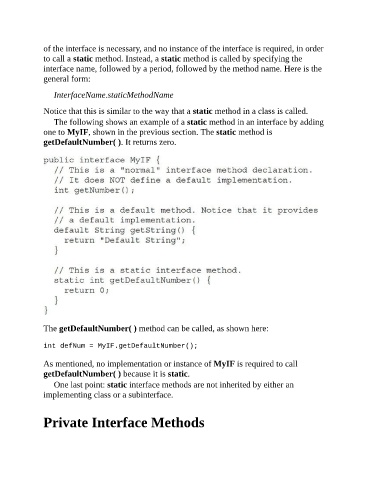 of the interface is necessary, and no instance of the interface is required, in order
to call a static method. Instead, a static method is called by specifying the
interface name, followed by a period, followed by the method name. Here is the
general form:
InterfaceName.staticMethodName
Notice that this is similar to the way that a static method in a class is called.
The following shows an example of a static method in an interface by adding
one to MyIF, shown in the previous section. The static method is
getDefaultNumber( ). It returns zero.
public interface MyIF {
// This is a "normal" interface method declaration.
// It does NOT define a default implementation.
int getNumber();
// This is a default method. Notice that it provides
// a default implementation.
default String getString() {
return "Default String";
}
// This is a static interface method.
static int getDefaultNumber() {
return 0;
}
}
The getDefaultNumber( ) method can be called, as shown here:
int defNum = MyIF.getDefaultNumber();
As mentioned, no implementation or instance of MyIF is required to call
getDefaultNumber( ) because it is static.
One last point: static interface methods are not inherited by either an
implementing class or a subinterface.
Private Interface Methods